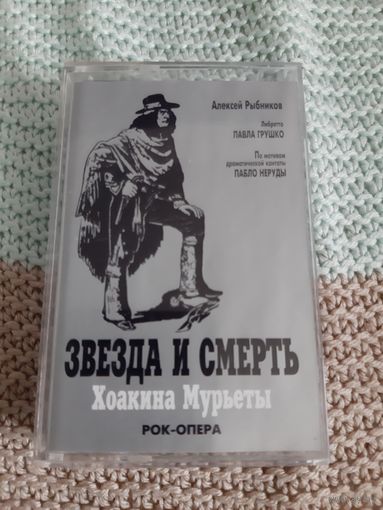 Алексей Рыбников
Либретто
ПАВЛА ГРУШКО
По мотивам
драматической кантаты
ПАБЛО НЕРУДЫ
ЗВЕЗДА И СМЕРТЬ
Хоакина Мурьеты
РОК-ОПЕРА